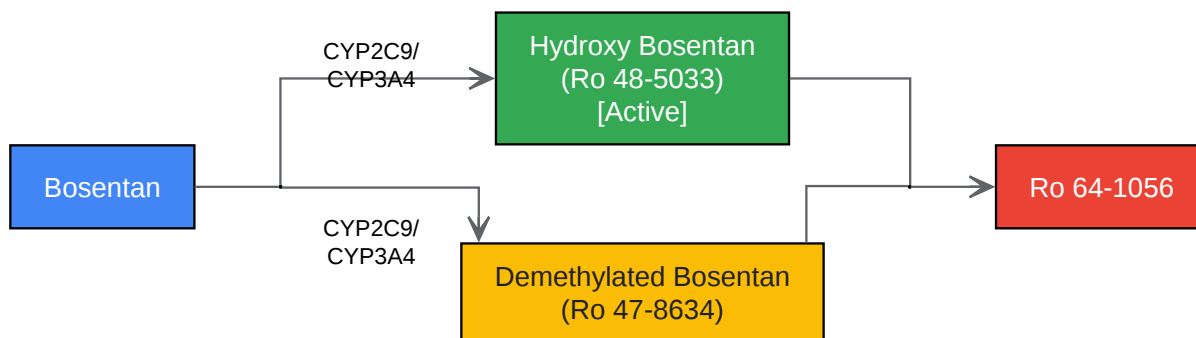 CYP2C9/
CYP3A4
Hydroxy Bosentan
(Ro 48-5033)
[Active]
Bosentan
Ro 64-1056
CYP2C9/
CYP3A4
Demethylated Bosentan
(Ro 47-8634)